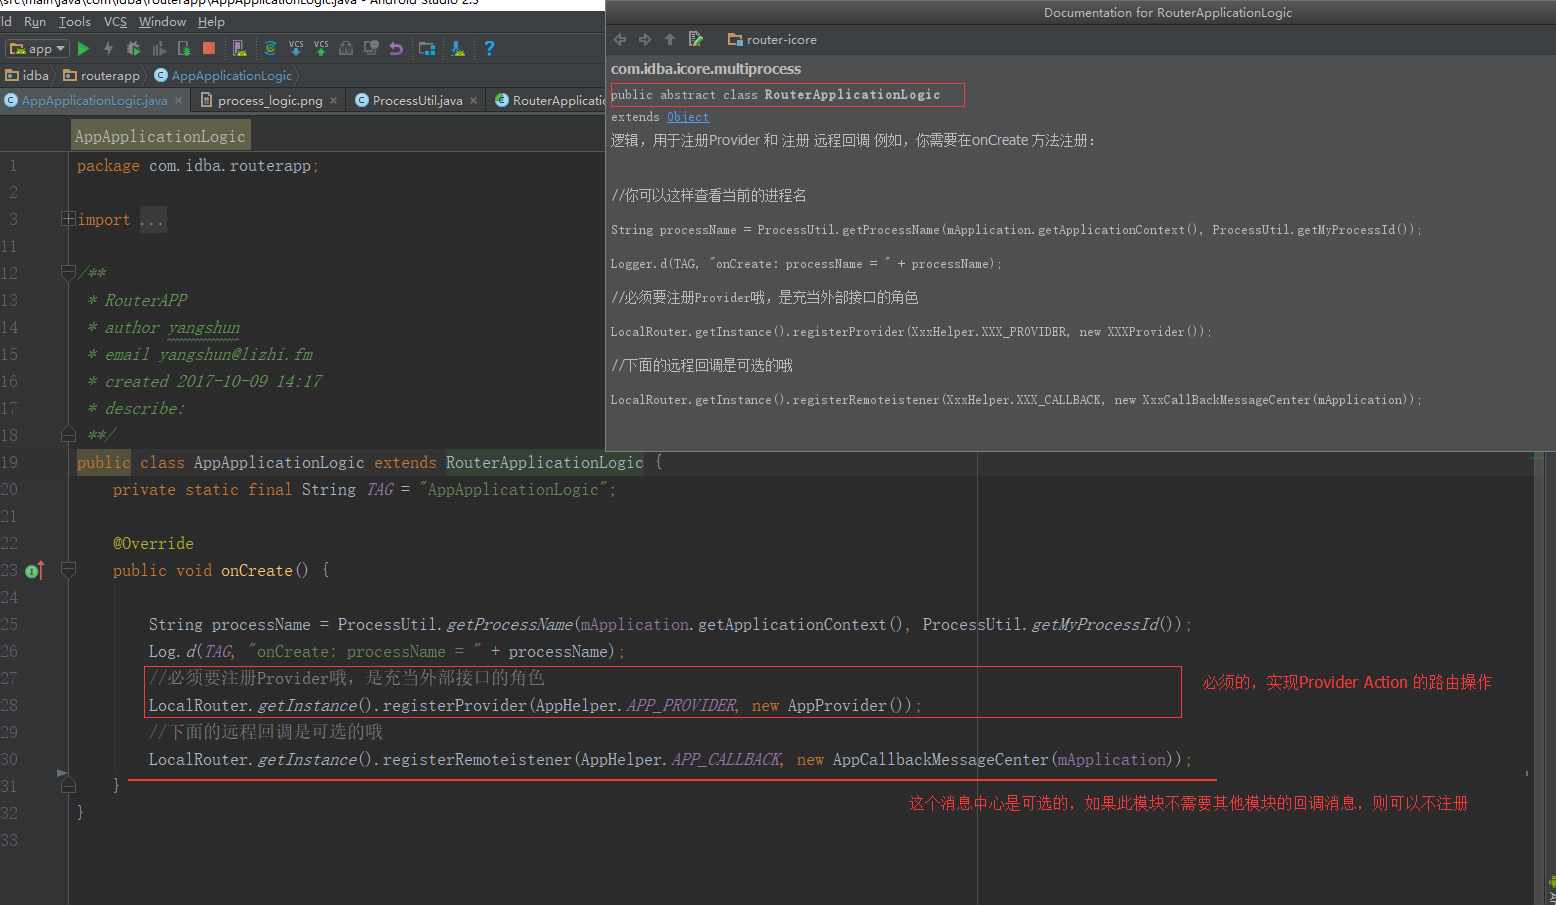 \src\main\java\com\idba\routerapp\AppApplicationLogic.java - Android Studio 2.3
ld Run Tools VCS Window Help
app
VCS VCS ?
idba routerapp AppApplicationLogic
AppApplicationLogic.java × process_logic.png × ProcessUtil.java × RouterApplicatio
AppApplicationLogic
1 package com.idba.routerapp;
2
3 import ...
11
12 /**
13 * RouterAPP
14 * author yangshun
15 * email yangshun@lizhi.fm
16 * created 2017-10-09 14:17
17 * describe:
18 **/
19 public class AppApplicationLogic extends RouterApplicationLogic {
20 private static final String TAG = "AppApplicationLogic";
21
22 @Override
23 public void onCreate() {
24
25 String processName = ProcessUtil.getProcessName(mApplication.getApplicationContext(), ProcessUtil.getMyProcessId());
26 Log.d(TAG, "onCreate: processName = " + processName);
27 //必须要注册Provider哦，是充当外部接口的角色
28 LocalRouter.getInstance().registerProvider(AppHelper.APP_PROVIDER, new AppProvider());
29 //下面的远程回调是可选的哦
30 LocalRouter.getInstance().registerRemoteistener(AppHelper.APP_CALLBACK, new AppCallbackMessageCenter(mApplication));
31 }
32 }
33
必须的，实现Provider Action 的路由操作
这个消息中心是可选的，如果此模块不需要其他模块的回调消息，则可以不注册
Documentation for RouterApplicationLogic
router-icore
com.idba.icore.multiprocess
public abstract class RouterApplicationLogic
extends Object
逻辑，用于注册Provider 和 注册 远程回调 例如，你需要在onCreate 方法注册：
//你可以这样查看当前的进程名
String processName = ProcessUtil.getProcessName(mApplication.getApplicationContext(), ProcessUtil.getMyProcessId());
Logger.d(TAG, "onCreate: processName = " + processName);
//必须要注册Provider哦，是充当外部接口的角色
LocalRouter.getInstance().registerProvider(XxxHelper.XXX_PROVIDER, new XXXProvider());
//下面的远程回调是可选的哦
LocalRouter.getInstance().registerRemoteistener(XxxHelper.XXX_CALLBACK, new XxxCallBackMessageCenter(mApplication));